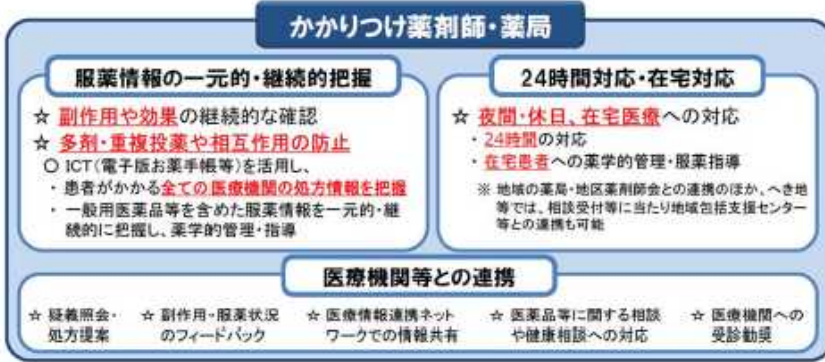 かかりつけ薬剤師・薬局
服薬情報の一元的・継続的把握
☆ 副作用や効果の継続的な確認
☆ 多剤・重複投薬や相互作用の防止
○ ICT(電子版お薬手帳等)を活用し、
・ 患者がかかる全ての医療機関の処方情報を把握
・ 一般用医薬品等を含めた服薬情報を一元的・継
続的に把握し、薬学的管理・指導
24時間対応・在宅対応
☆ 夜間・休日、在宅医療への対応
・ 24時間の対応
・ 在宅患者への薬学的管理・服薬指導
※ 地域の薬局・地区薬剤師会との連携のほか、へき地
等では、相談受付等に当たり地域包括支援センター
等との連携も可能
医療機関等との連携
☆ 疑義照会・
処方提案
☆ 副作用・服薬状況
のフィードバック
☆ 医療情報連携ネット
ワークでの情報共有
☆ 医薬品等に関する相談
や健康相談への対応
☆ 医療機関への
受診勧奨